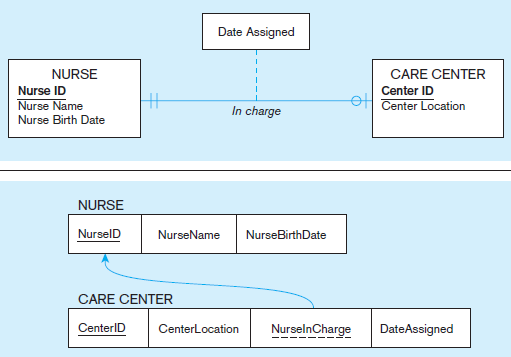 Date Assigned
NURSE
Nurse ID
Nurse Name
Nurse Birth Date
In charge
CARE CENTER
Center ID
Center Location
NURSE
NurseID NurseName NurseBirthDate
CARE CENTER
CenterID CenterLocation NurseInCharge DateAssigned